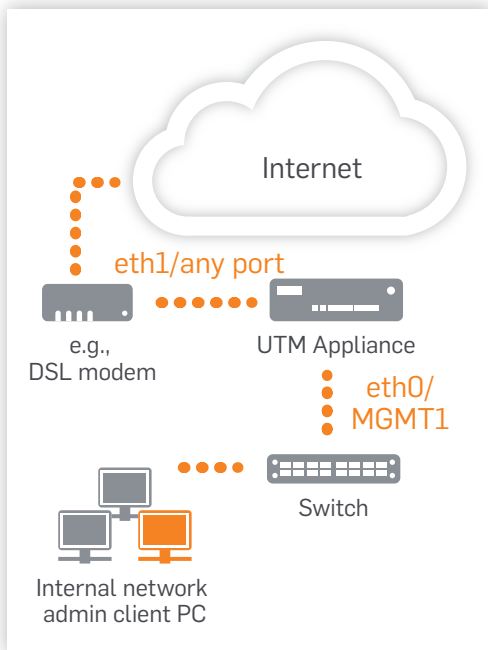 Internet
eth1/any port
e.g.,
DSL modem
UTM Appliance
eth0/
MGMT1
Switch
Internal network
admin client PC